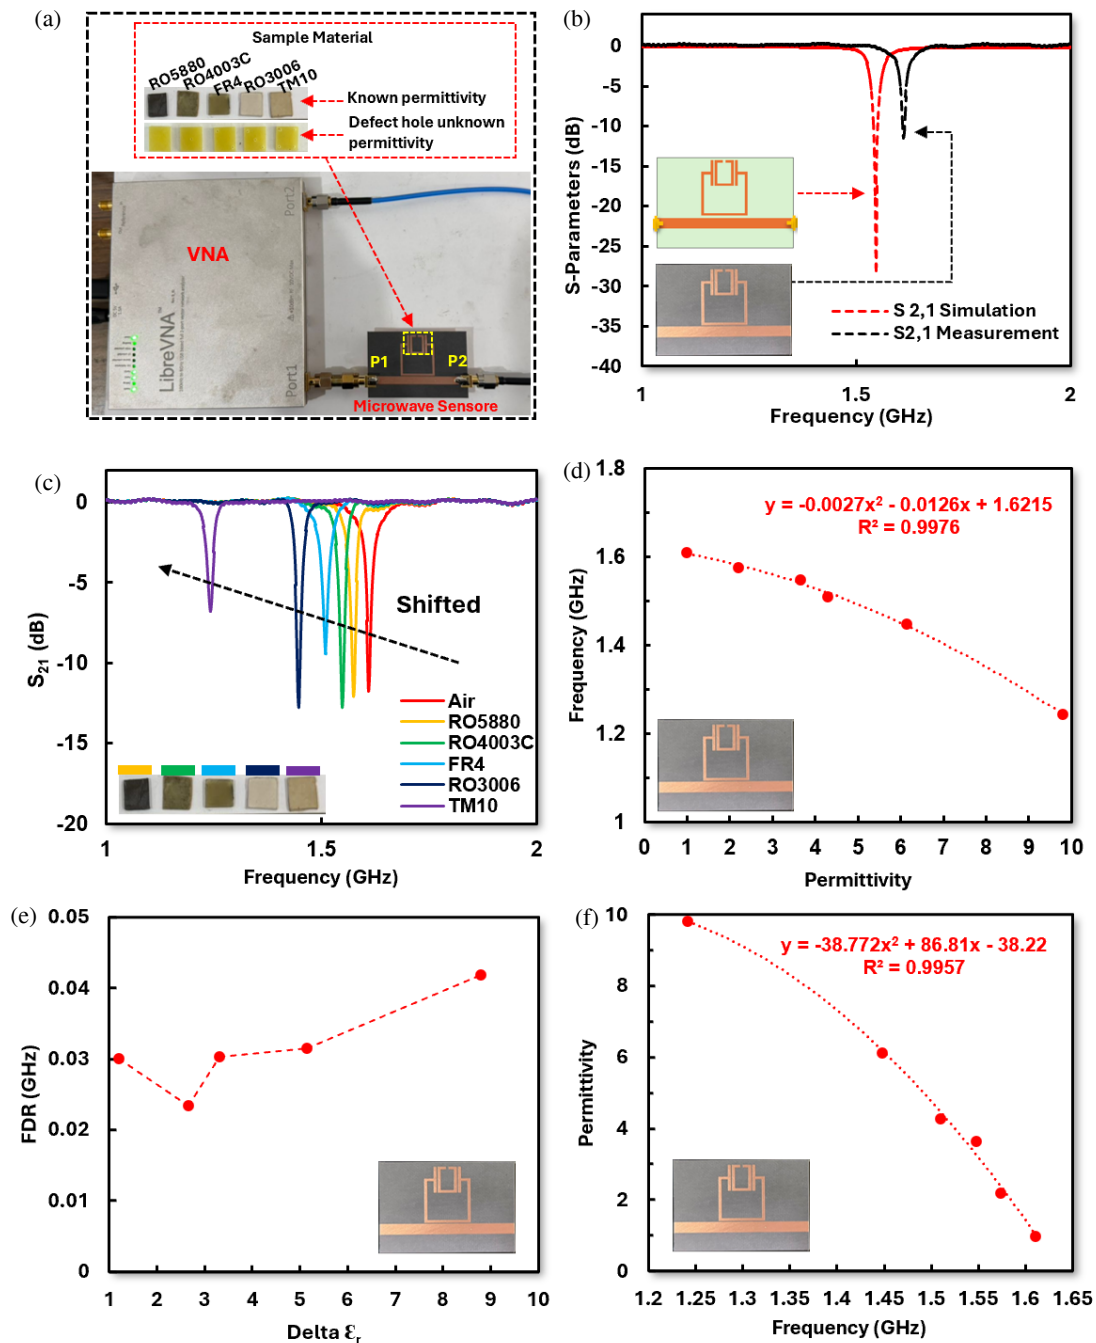 (a)
Sample Material
RO5880
RO4003C
FR4
RO3006
TM10
Known permittivity
Defect hole unknown
permittivity
VNA
LibreVNA™
Port2
Port1
P1
P2
Microwave Sensore
(b)
S-Parameters (dB)
0
-5
-10
-15
-20
-25
-30
-35
-40
S 2,1 Simulation
S2,1 Measurement
1
1.5
2
Frequency (GHz)
(c)
S21 (dB)
0
-5
-10
-15
-20
Shifted
Air
RO5880
RO4003C
FR4
RO3006
TM10
1
1.5
2
Frequency (GHz)
(d)
Frequency (GHz)
1.8
1.6
1.4
1.2
1
y = -0.0027x² - 0.0126x + 1.6215
R² = 0.9976
0 1 2 3 4 5 6 7 8 9 10
Permittivity
(e)
FDR (GHz)
0.05
0.04
0.03
0.02
0.01
0
1 2 3 4 5 6 7 8 9 10
Delta Ɛr
(f)
Permittivity
10
8
6
4
2
0
y = -38.772x² + 86.81x - 38.22
R² = 0.9957
1.2 1.25 1.3 1.35 1.4 1.45 1.5 1.55 1.6 1.65
Frequency (GHz)